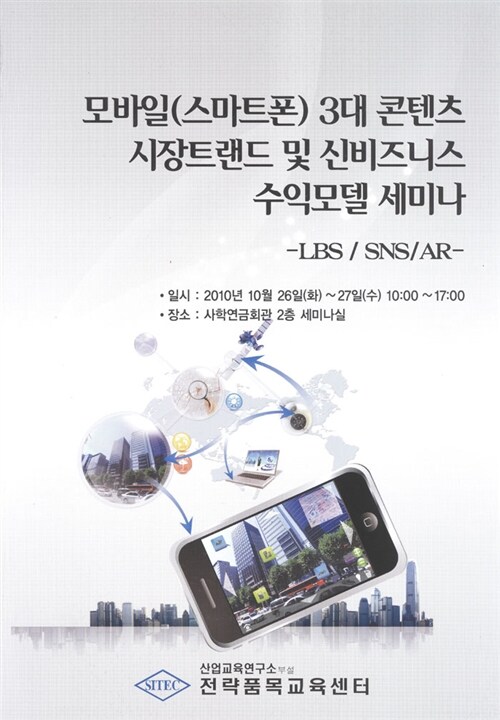 모바일(스마트폰) 3대 콘텐츠
시장트랜드 및 신비즈니스
수익모델 세미나
-LBS / SNS/AR-
• 일시 : 2010년 10월 26일(화) ~27일(수) 10:00 ~17:00
• 장소 : 사학연금회관 2층 세미나실
산업교육연구소 부설
SITEC 전략품목교육센터